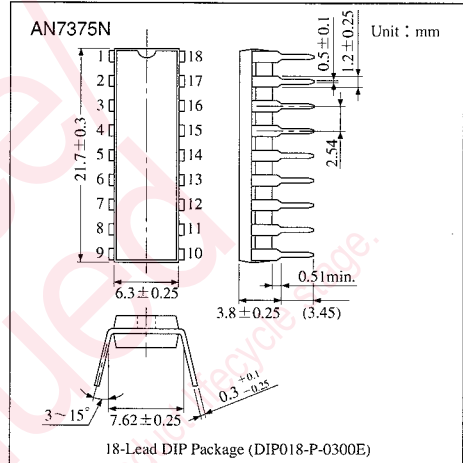 AN7375N
Unit : mm
0.5±0.1
1.2±0.25
1 18
2 17
3 16
4 15
5 14
6 13
7 12
8 11
9 10
21.7±0.3
2.54
6.3±0.25
0.51min.
3.8±0.25 (3.45)
3~15°
7.62±0.25
0.3 +0.1 −0.25
18-Lead DIP Package (DIP018-P-0300E)
lifecycle stage.